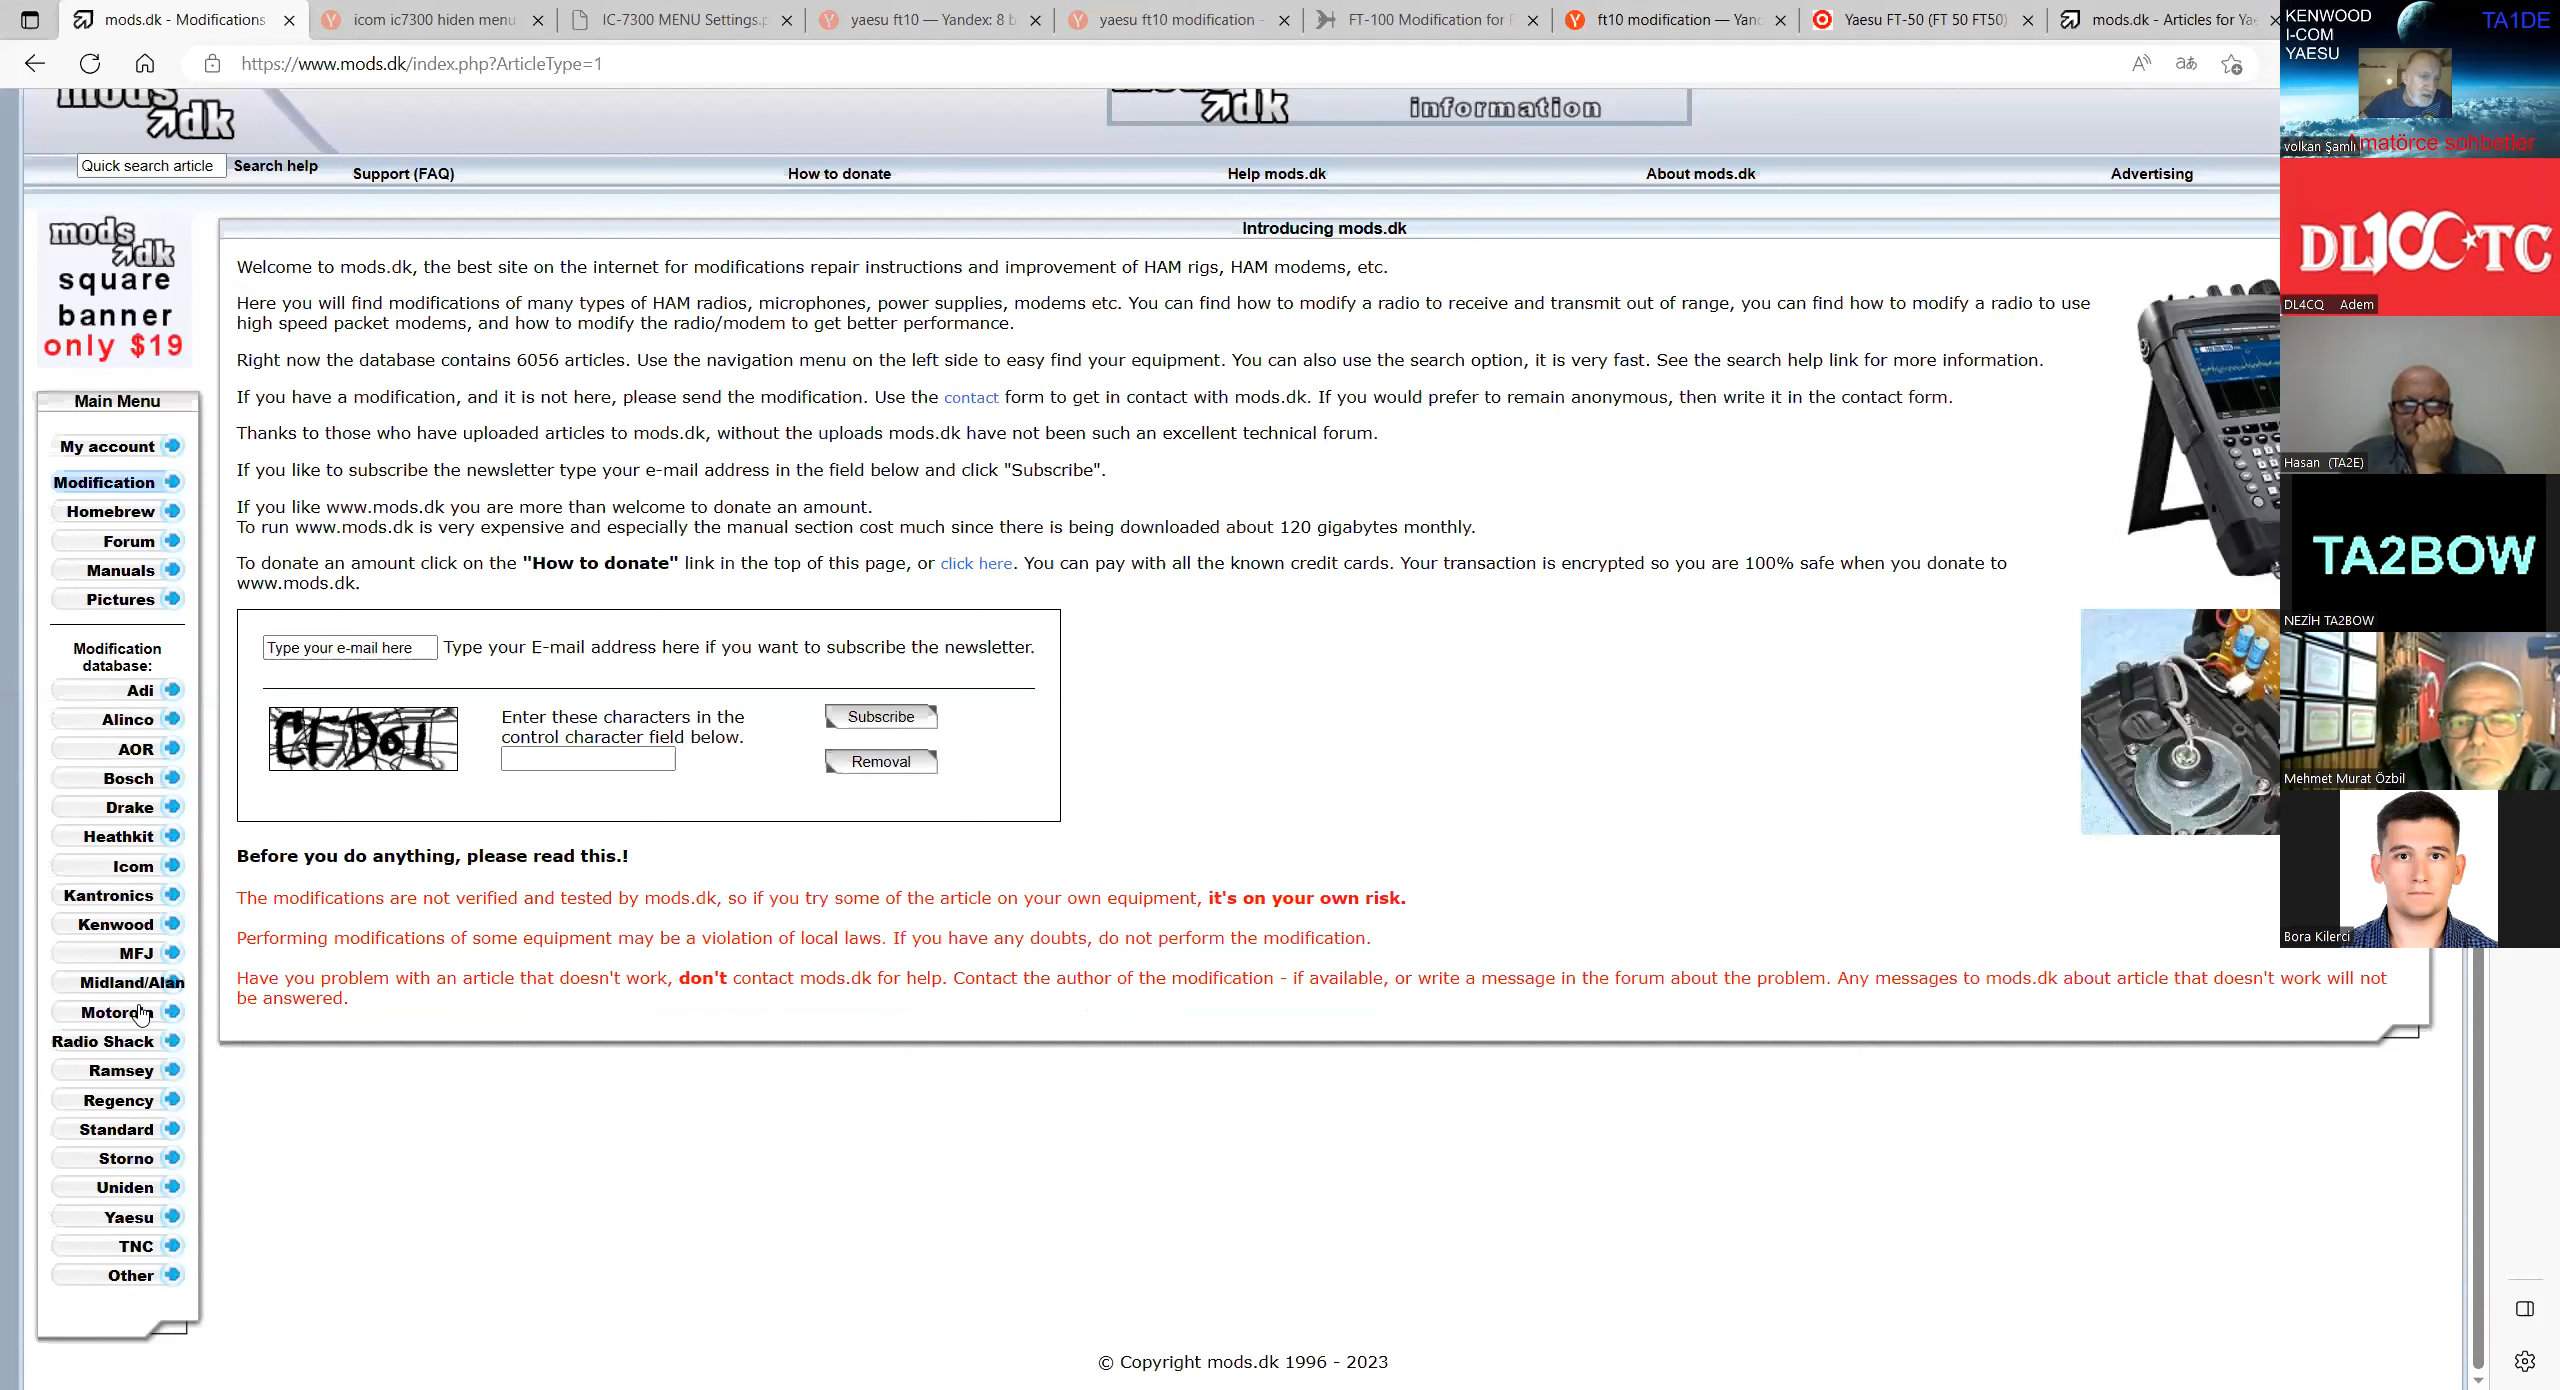 mods.dk - Modifications
icom ic7300 hiden menu
IC-7300 MENU Settings.p
yaesu ft10 — Yandex: 8 b
yaesu ft10 modification -
FT-100 Modification for F
ft10 modification — Yan
Yaesu FT-50 (FT 50 FT50)
mods.dk - Articles for Yae
https://www.mods.dk/index.php?ArticleType=1
mods
dk
dk
information
Quick search article
Search help
Support (FAQ)
How to donate
Help mods.dk
About mods.dk
Advertising
mods
dk
square
banner
only $19
Main Menu
My account
Modification
Homebrew
Forum
Manuals
Pictures
Modification
database:
Adi
Alinco
AOR
Bosch
Drake
Heathkit
Icom
Kantronics
Kenwood
MFJ
Midland/Alan
Radio Shack
Ramsey
Regency
Standard
Storno
Uniden
Yaesu
TNC
Other
Introducing mods.dk
Welcome to mods.dk, the best site on the internet for modifications repair instructions and improvement of HAM rigs, HAM modems, etc.
Here you will find modifications of many types of HAM radios, microphones, power supplies, modems etc. You can find how to modify a radio to receive and transmit out of range, you can find how to modify a radio to use
high speed packet modems, and how to modify the radio/modem to get better performance.
Right now the database contains 6056 articles. Use the navigation menu on the left side to easy find your equipment. You can also use the search option, it is very fast. See the search help link for more information.
If you have a modification, and it is not here, please send the modification. Use the contact form to get in contact with mods.dk. If you would prefer to remain anonymous, then write it in the contact form.
Thanks to those who have uploaded articles to mods.dk, without the uploads mods.dk have not been such an excellent technical forum.
If you like to subscribe the newsletter type your e-mail address in the field below and click "Subscribe".
If you like www.mods.dk you are more than welcome to donate an amount.
To run www.mods.dk is very expensive and especially the manual section cost much since there is being downloaded about 120 gigabytes monthly.
To donate an amount click on the "How to donate" link in the top of this page, or click here. You can pay with all the known credit cards. Your transaction is encrypted so you are 100% safe when you donate to
www.mods.dk.
Type your e-mail here
Type your E-mail address here if you want to subscribe the newsletter.
CFD61
Enter these characters in the
control character field below.
Subscribe
Removal
Before you do anything, please read this.!
The modifications are not verified and tested by mods.dk, so if you try some of the article on your own equipment, it's on your own risk.
Performing modifications of some equipment may be a violation of local laws. If you have any doubts, do not perform the modification.
Have you problem with an article that doesn't work, don't contact mods.dk for help. Contact the author of the modification - if available, or write a message in the forum about the problem. Any messages to mods.dk about article that doesn't work will not
be answered.
© Copyright mods.dk 1996 - 2023
KENWOOD
I-COM
YAESU
TA1DE
volkan Şamlı
matörce sohbetler
DL100TC
DL4CQ Adem
Hasan (TA2E)
TA2BOW
NEZİH TA2BOW
Mehmet Murat Özbil
Bora Kilerci